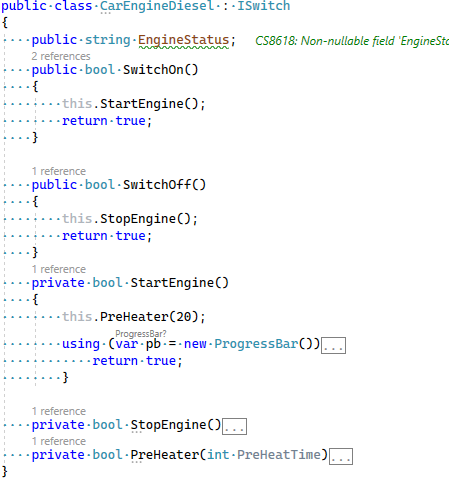 public class CarEngineDiesel : ISwitch
{
public string EngineStatus; CS8618: Non-nullable field 'EngineSta
2 references
public bool SwitchOn()
{
this.StartEngine();
return true;
}
1 reference
public bool SwitchOff()
{
this.StopEngine();
return true;
}
1 reference
private bool StartEngine()
{
this.PreHeater(20);
ProgressBar?
using (var pb = new ProgressBar())...
return true;
}
1 reference
private bool StopEngine()...
1 reference
private bool PreHeater(int PreHeatTime)...
}